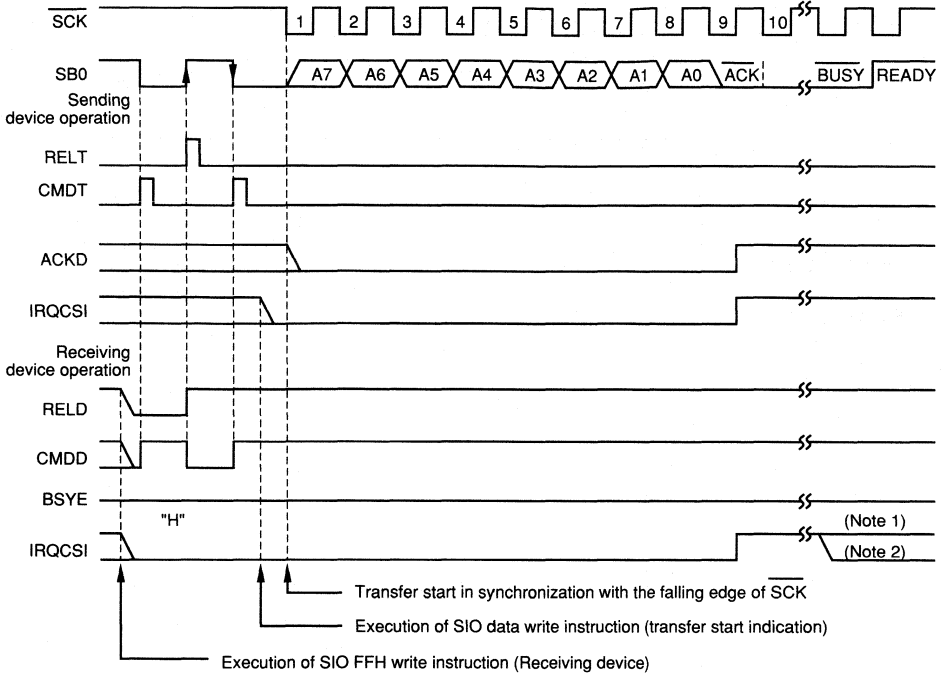 SCK 1 2 3 4 5 6 7 8 9 10
SB0 A7 A6 A5 A4 A3 A2 A1 A0 ACK BUSY READY
Sending
device operation
RELT
CMDT
ACKD
IRQCSI
Receiving
device operation
RELD
CMDD
BSYE
"H"
(Note 1)
IRQCSI
(Note 2)
Transfer start in synchronization with the falling edge of SCK
Execution of SIO data write instruction (transfer start indication)
Execution of SIO FFH write instruction (Receiving device)